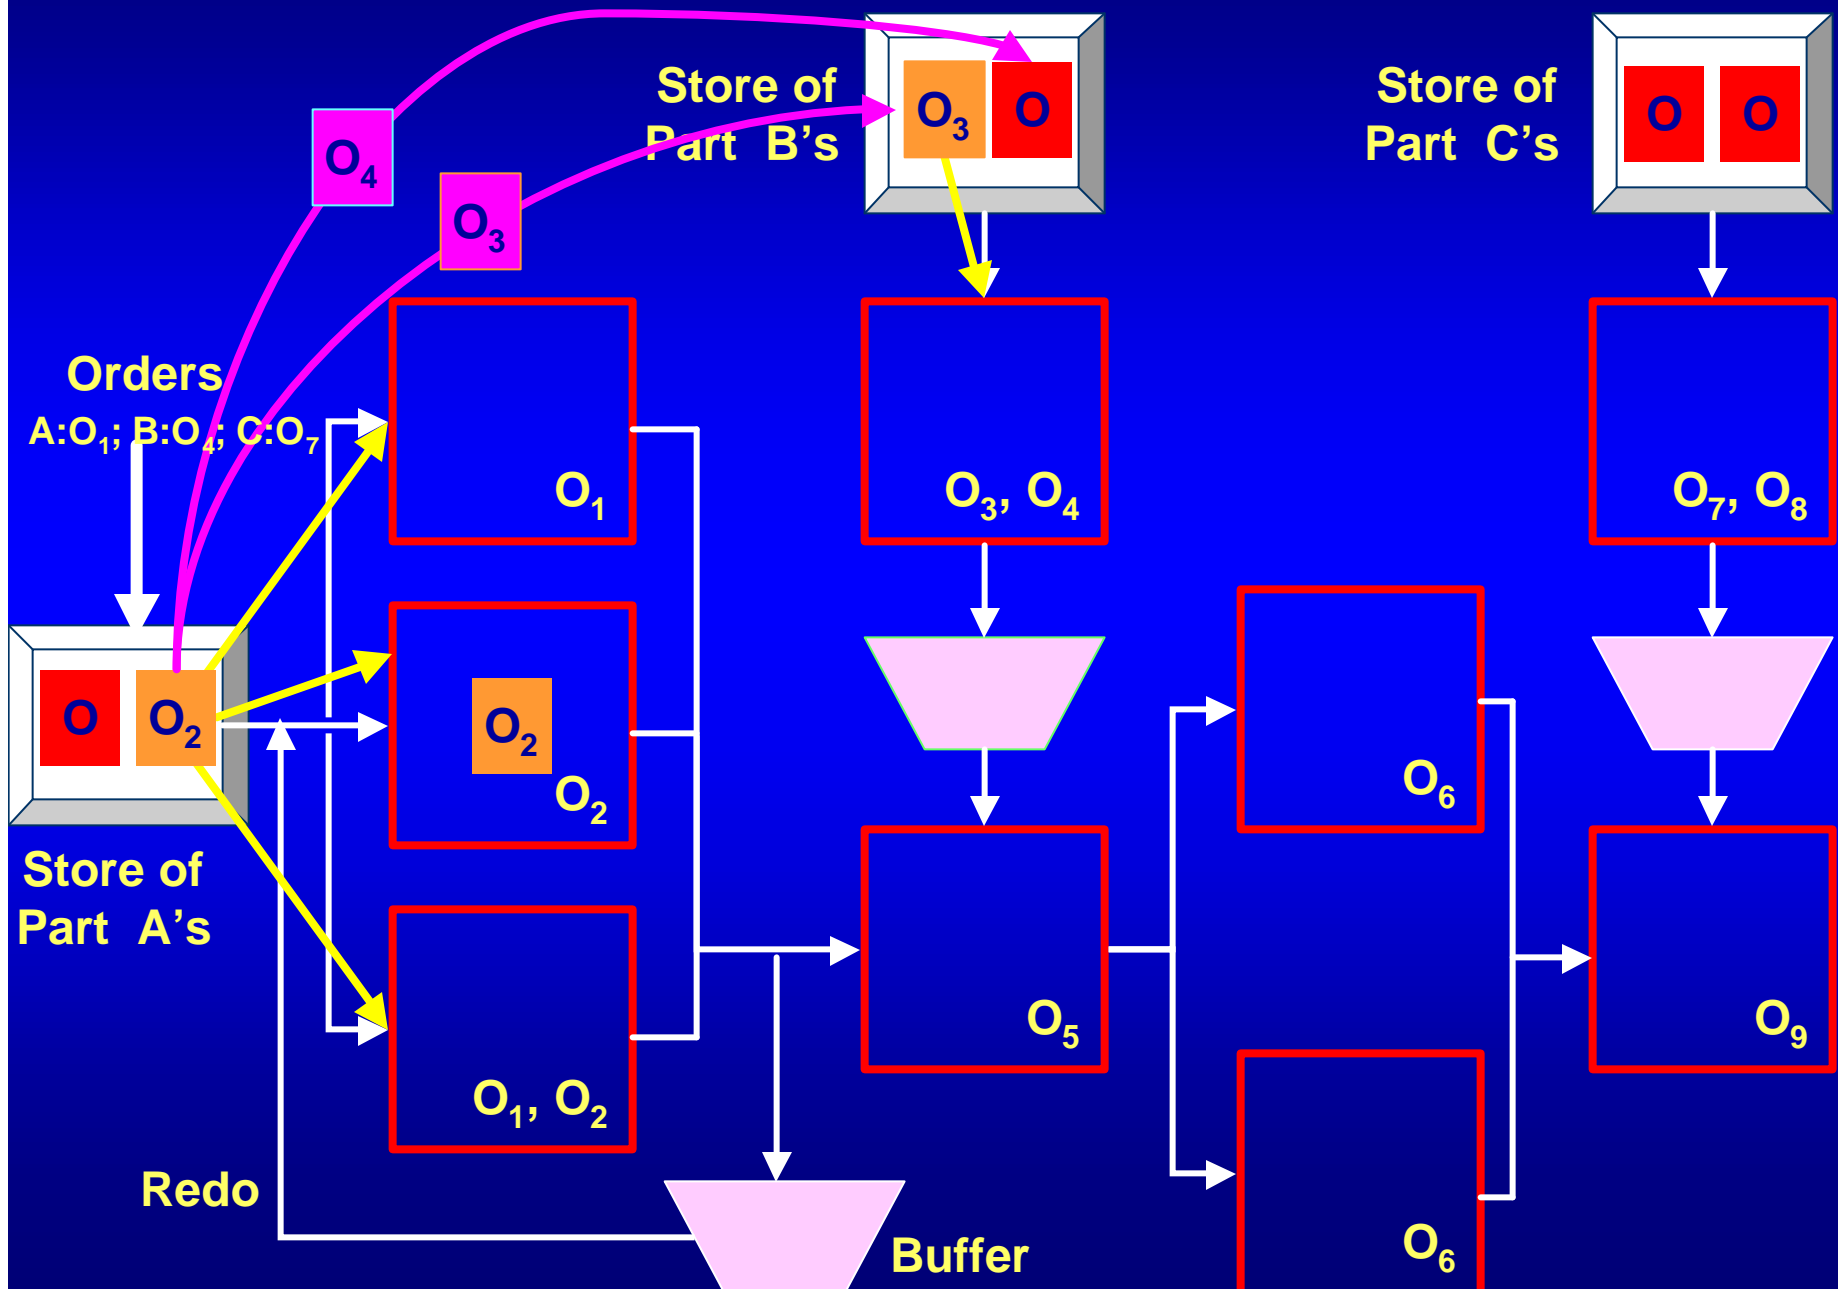 Store of
Part B's
O3 O
Store of
Part C's
O O
O4
O3
Orders
A:O1; B:O4; C:O7
O1
O3, O4
O7, O8
O O2
O2
O2
O6
Store of
Part A's
O1, O2
O5
O9
Redo
Buffer
O6